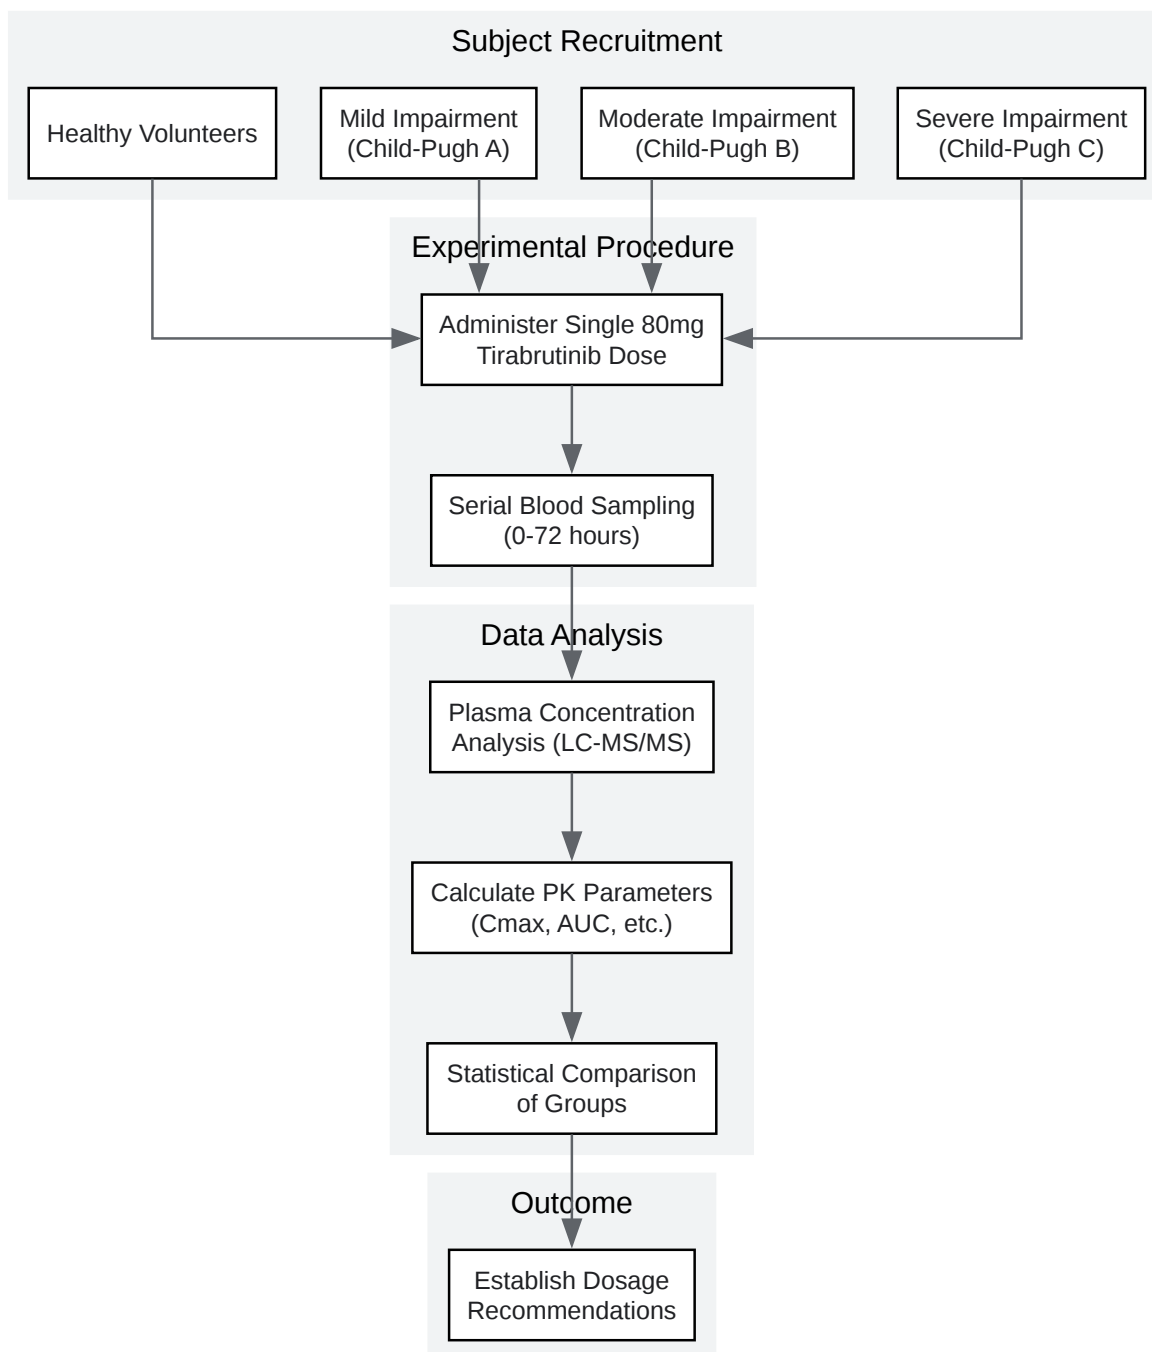 Subject Recruitment
Healthy Volunteers
Mild Impairment
(Child-Pugh A)
Moderate Impairment
(Child-Pugh B)
Severe Impairment
(Child-Pugh C)
Experimental Procedure
Administer Single 80mg
Tirabrutinib Dose
Serial Blood Sampling
(0-72 hours)
Data Analysis
Plasma Concentration
Analysis (LC-MS/MS)
Calculate PK Parameters
(Cmax, AUC, etc.)
Statistical Comparison
of Groups
Outcome
Establish Dosage
Recommendations